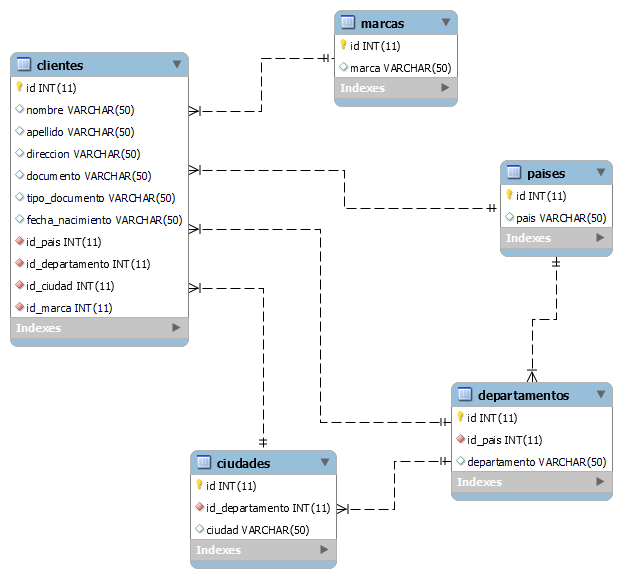 marcas
id INT(11)
marca VARCHAR(50)
Indexes
clientes
id INT(11)
nombre VARCHAR(50)
apellido VARCHAR(50)
direccion VARCHAR(50)
documento VARCHAR(50)
tipo_documento VARCHAR(50)
fecha_nacimiento VARCHAR(50)
id_pais INT(11)
id_departamento INT(11)
id_ciudad INT(11)
id_marca INT(11)
Indexes
paises
id INT(11)
pais VARCHAR(50)
Indexes
departamentos
id INT(11)
id_pais INT(11)
departamento VARCHAR(50)
Indexes
ciudades
id INT(11)
id_departamento INT(11)
ciudad VARCHAR(50)
Indexes